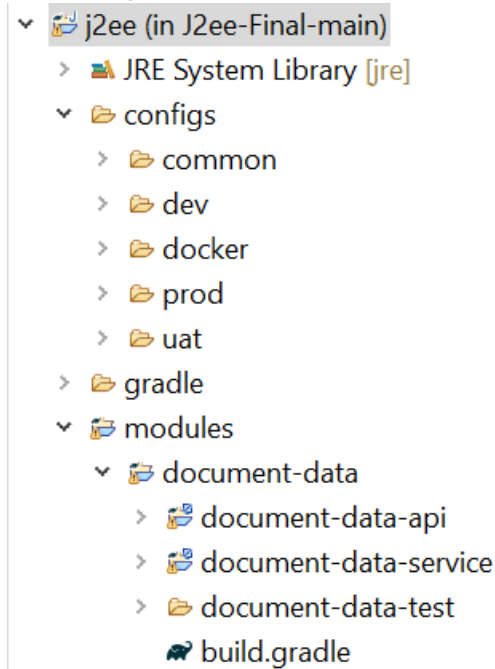 j2ee (in J2ee-Final-main)
JRE System Library [jre]
configs
common
dev
docker
prod
uat
gradle
modules
document-data
document-data-api
document-data-service
document-data-test
build.gradle